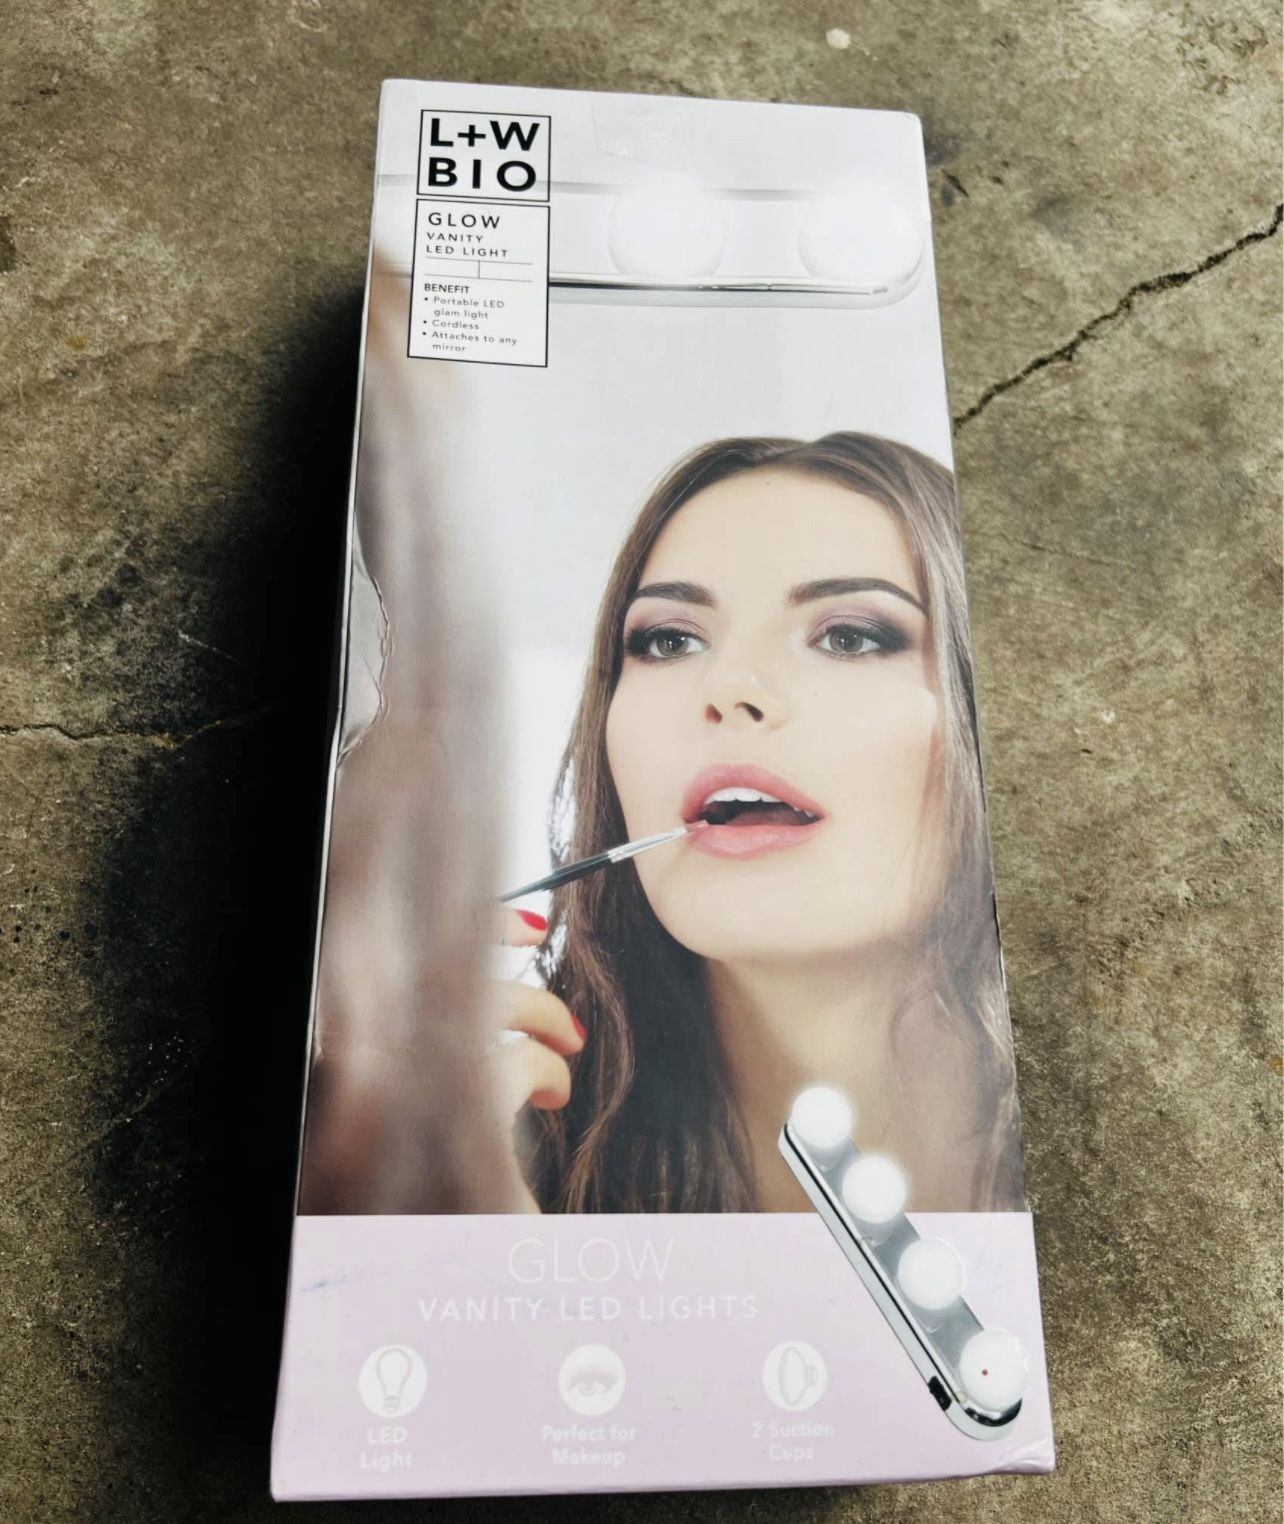 L+W
BIO
GLOW
VANITY
LED LIGHT
BENEFIT
• Portable LED
glam light
• Cordless
• Attaches to any
mirror
GLOW
VANITY LED LIGHTS
LED
Light
Perfect for
Makeup
2 Suction
Cups